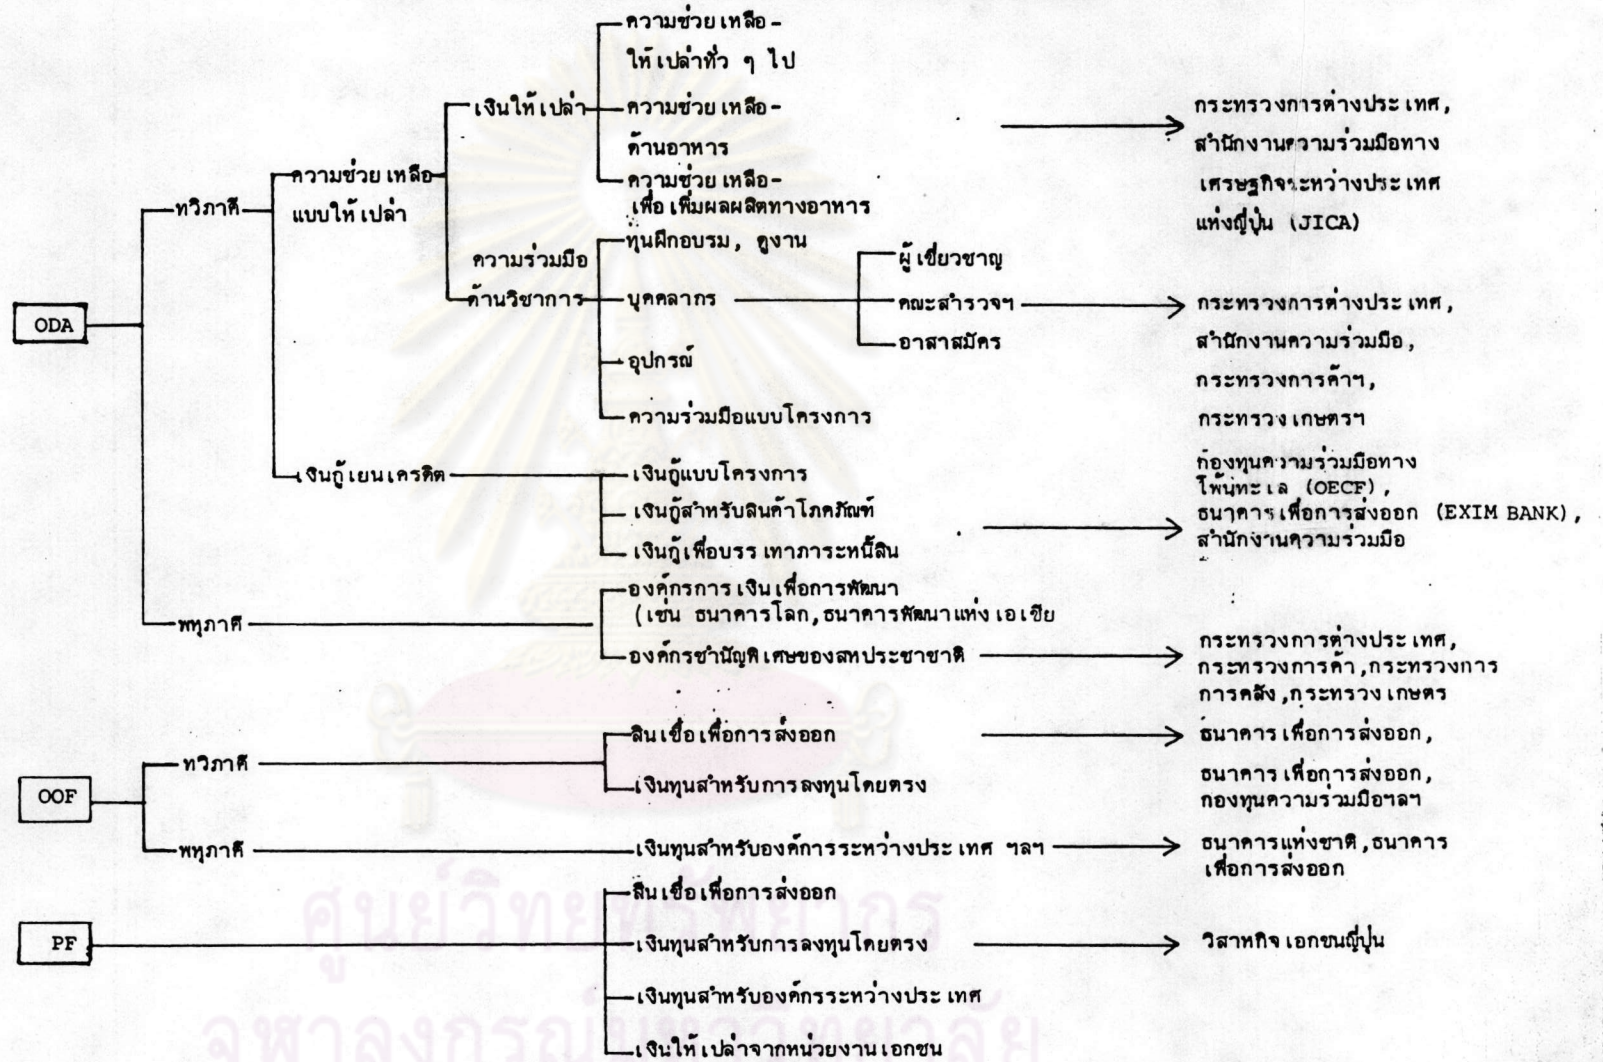 ความช่วยเหลือ-
ให้เปล่าทั่ว ๆ ไป
เงินให้เปล่า
ความช่วยเหลือ-
ด้านอาหาร
ความช่วยเหลือ-
เพื่อเพิ่มผลผลิตทางอาหาร
กระทรวงการต่างประเทศ,
สำนักงานความร่วมมือทาง
เศรษฐกิจระหว่างประเทศ
แห่งญี่ปุ่น (JICA)
ทวิภาคี
ความช่วยเหลือ
แบบให้เปล่า
ความร่วมมือ
ด้านวิชาการ
ทุนฝึกอบรม, ดูงาน
บุคคลากร
ผู้เชี่ยวชาญ
คณะสำรวจฯ
อาสาสมัคร
อุปกรณ์
ความร่วมมือแบบโครงการ
กระทรวงการต่างประเทศ,
สำนักงานความร่วมมือ,
กระทรวงการค้าฯ,
กระทรวงเกษตรฯ
ODA
เงินกู้เยนเครดิต
เงินกู้แบบโครงการ
เงินกู้สำหรับสินค้าโภคภัณฑ์
เงินกู้เพื่อบรรเทาภาระหนี้สิน
กองทุนความร่วมมือทาง
โพ้นทะเล (OECF),
ธนาคารเพื่อการส่งออก (EXIM BANK),
สำนักงานความร่วมมือ
พหุภาคี
องค์กรการเงินเพื่อการพัฒนา
(เช่น ธนาคารโลก,ธนาคารพัฒนาแห่งเอเชีย
องค์กรชำนัญพิเศษของสหประชาชาติ
กระทรวงการต่างประเทศ,
กระทรวงการค้า,กระทรวงการ
การคลัง,กระทรวงเกษตร
OOF
ทวิภาคี
สินเชื่อเพื่อการส่งออก
ธนาคารเพื่อการส่งออก,
เงินทุนสำหรับการลงทุนโดยตรง
ธนาคารเพื่อการส่งออก,
กองทุนความร่วมมือฯลฯ
พหุภาคี
เงินทุนสำหรับองค์การระหว่างประเทศ ฯลฯ
ธนาคารแห่งชาติ,ธนาคาร
เพื่อการส่งออก
PF
สินเชื่อเพื่อการส่งออก
เงินทุนสำหรับการลงทุนโดยตรง
วิสาหกิจเอกชนญี่ปุ่น
เงินทุนสำหรับองค์กรระหว่างประเทศ
เงินให้เปล่าจากหน่วยงานเอกชน
ศูนย์วิทยทรัพยากร
จุฬาลงกรณ์มหาวิทยาลัย